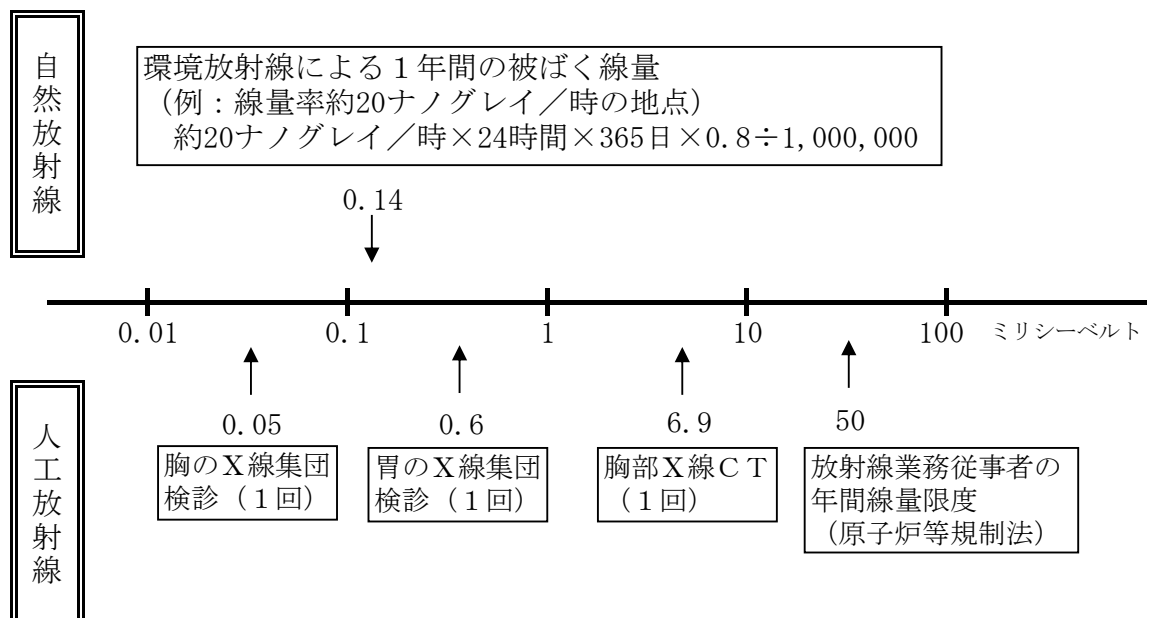 自然放射線
環境放射線による１年間の被ばく線量
（例：線量率約20ナノグレイ／時の地点）
約20ナノグレイ／時×24時間×365日×0.8÷1,000,000
0.14
0.01 0.1 1 10 100 ミリシーベルト
人工放射線
0.05 0.6 6.9 50
胸のＸ線集団
検診（１回）
胃のＸ線集団
検診（１回）
胸部Ｘ線ＣＴ
（１回）
放射線業務従事者の
年間線量限度
（原子炉等規制法）